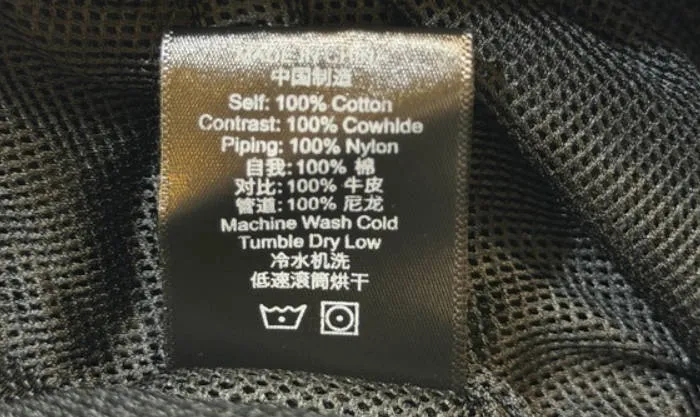 MADE IN CHINA
中国制造
Self: 100% Cotton
Contrast: 100% Cowhide
Piping: 100% Nylon
自我: 100% 棉
对比: 100% 牛皮
管道: 100% 尼龙
Machine Wash Cold
Tumble Dry Low
冷水机洗
低速滚筒烘干